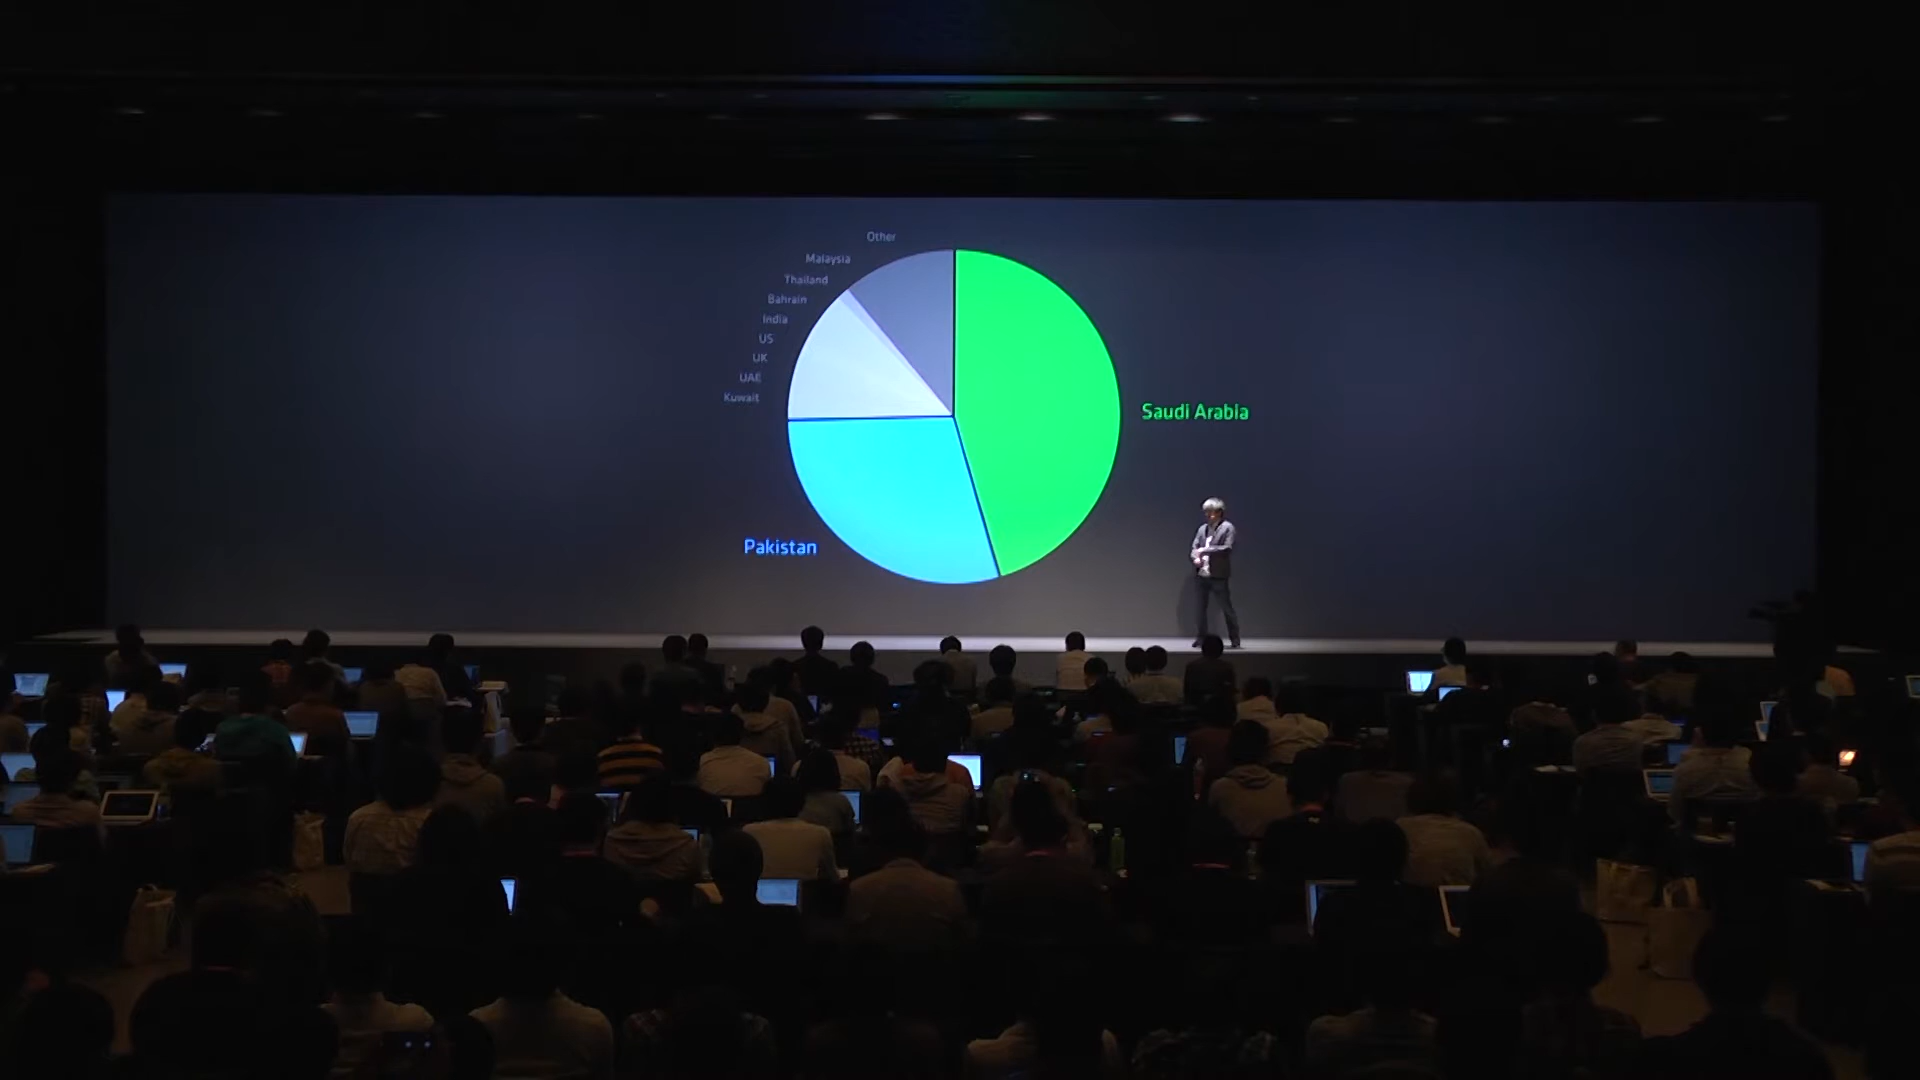 Other
Malaysia
Thailand
Bahrain
India
US
UK
UAE
Kuwait
Saudi Arabia
Pakistan